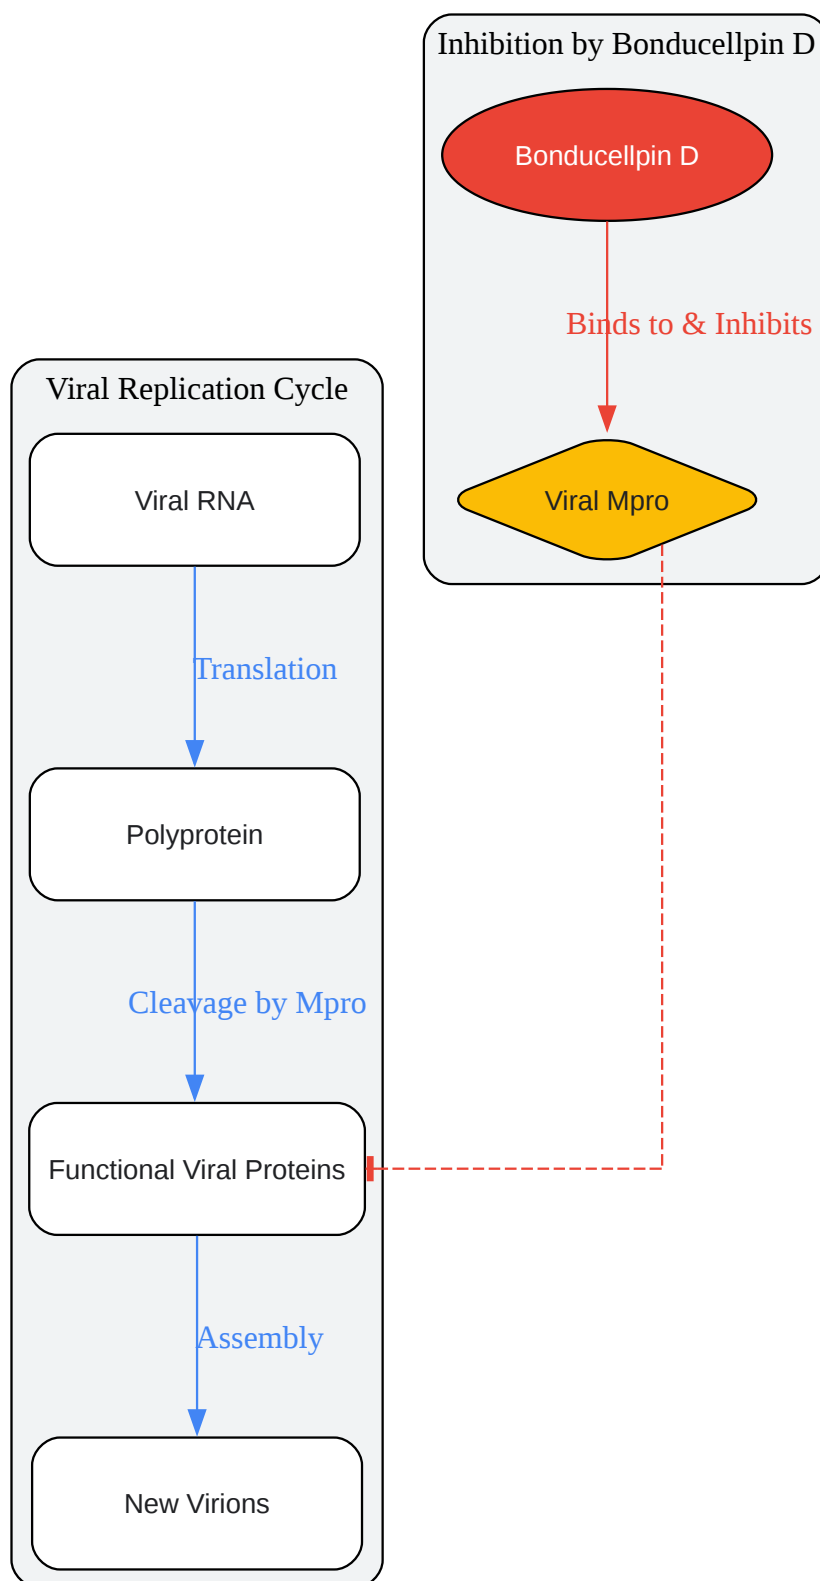 Inhibition by Bonducellpin D
Bonducellpin D
Binds to & Inhibits
Viral Mpro
Viral Replication Cycle
Viral RNA
Translation
Polyprotein
Cleavage by Mpro
Functional Viral Proteins
Assembly
New Virions